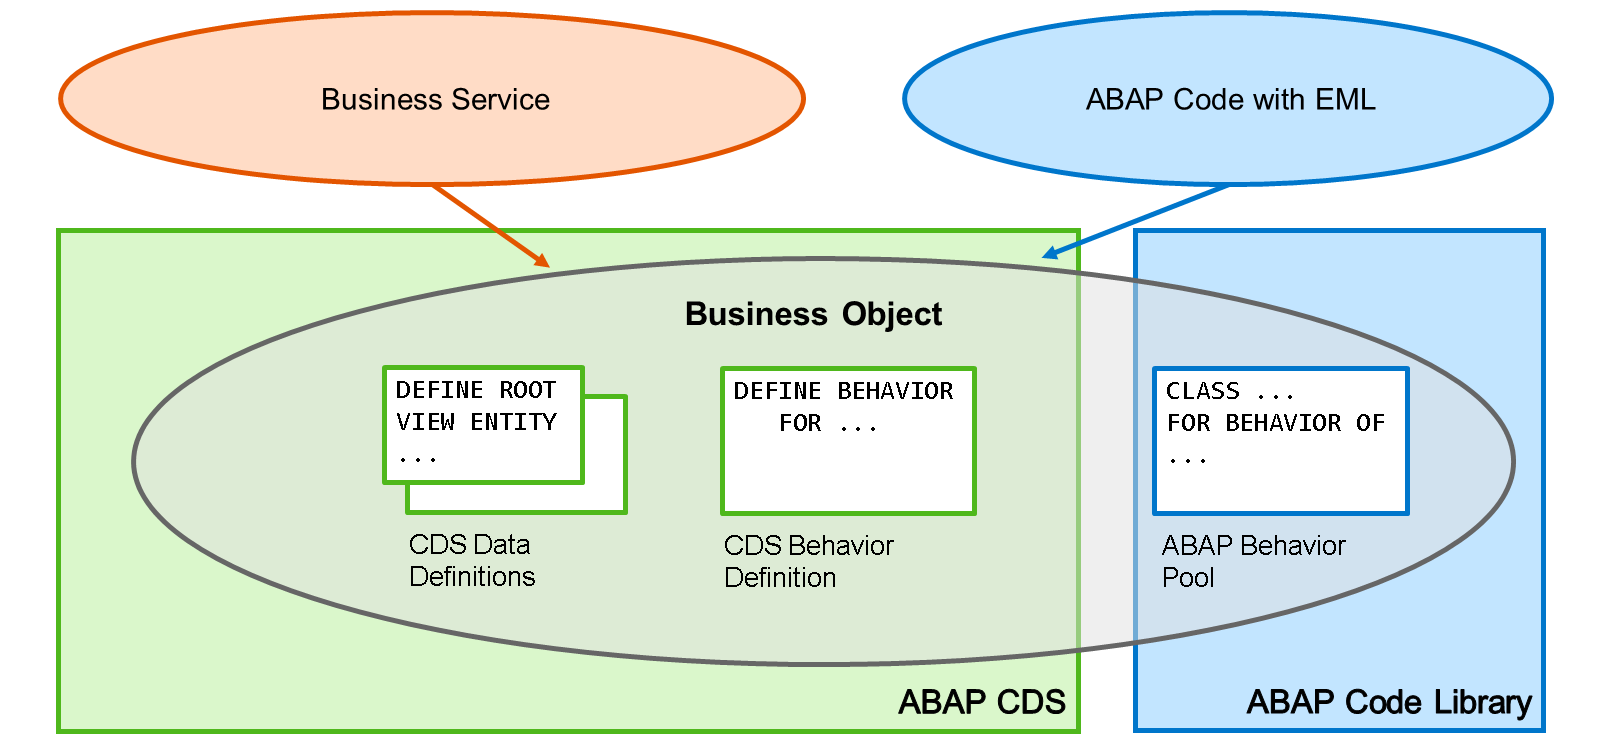 Business Service
ABAP Code with EML
Business Object
DEFINE ROOT
VIEW ENTITY
...
CDS Data
Definitions
DEFINE BEHAVIOR
FOR ...
CDS Behavior
Definition
CLASS ...
FOR BEHAVIOR OF
...
ABAP Behavior
Pool
ABAP CDS
ABAP Code Library